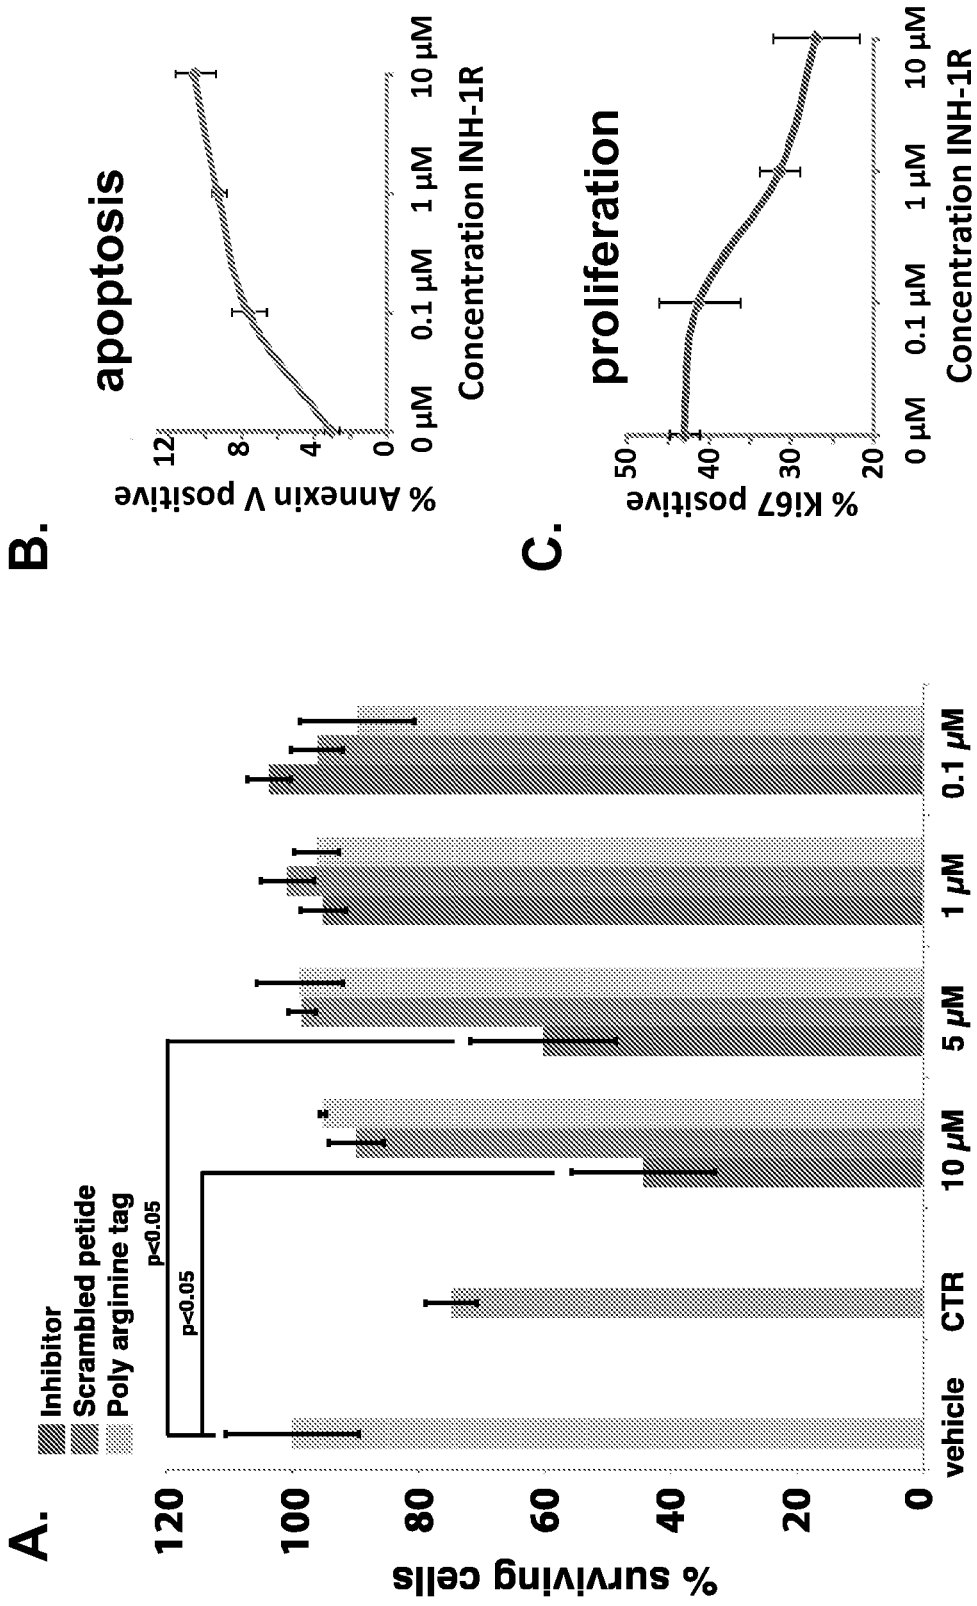 A.
Inhibitor
Scrambled petide
Poly arginine tag
p<0.05
p<0.05
% surviving cells
120
100
80
60
40
20
0
vehicle
CTR
10 µM
5 µM
1 µM
0.1 µM
B.
apoptosis
% Annexin V positive
12
8
4
0
0 µM
0.1 µM
1 µM
10 µM
Concentration INH-1R
C.
proliferation
% Ki67 positive
50
40
30
20
0 µM
0.1 µM
1 µM
10 µM
Concentration INH-1R